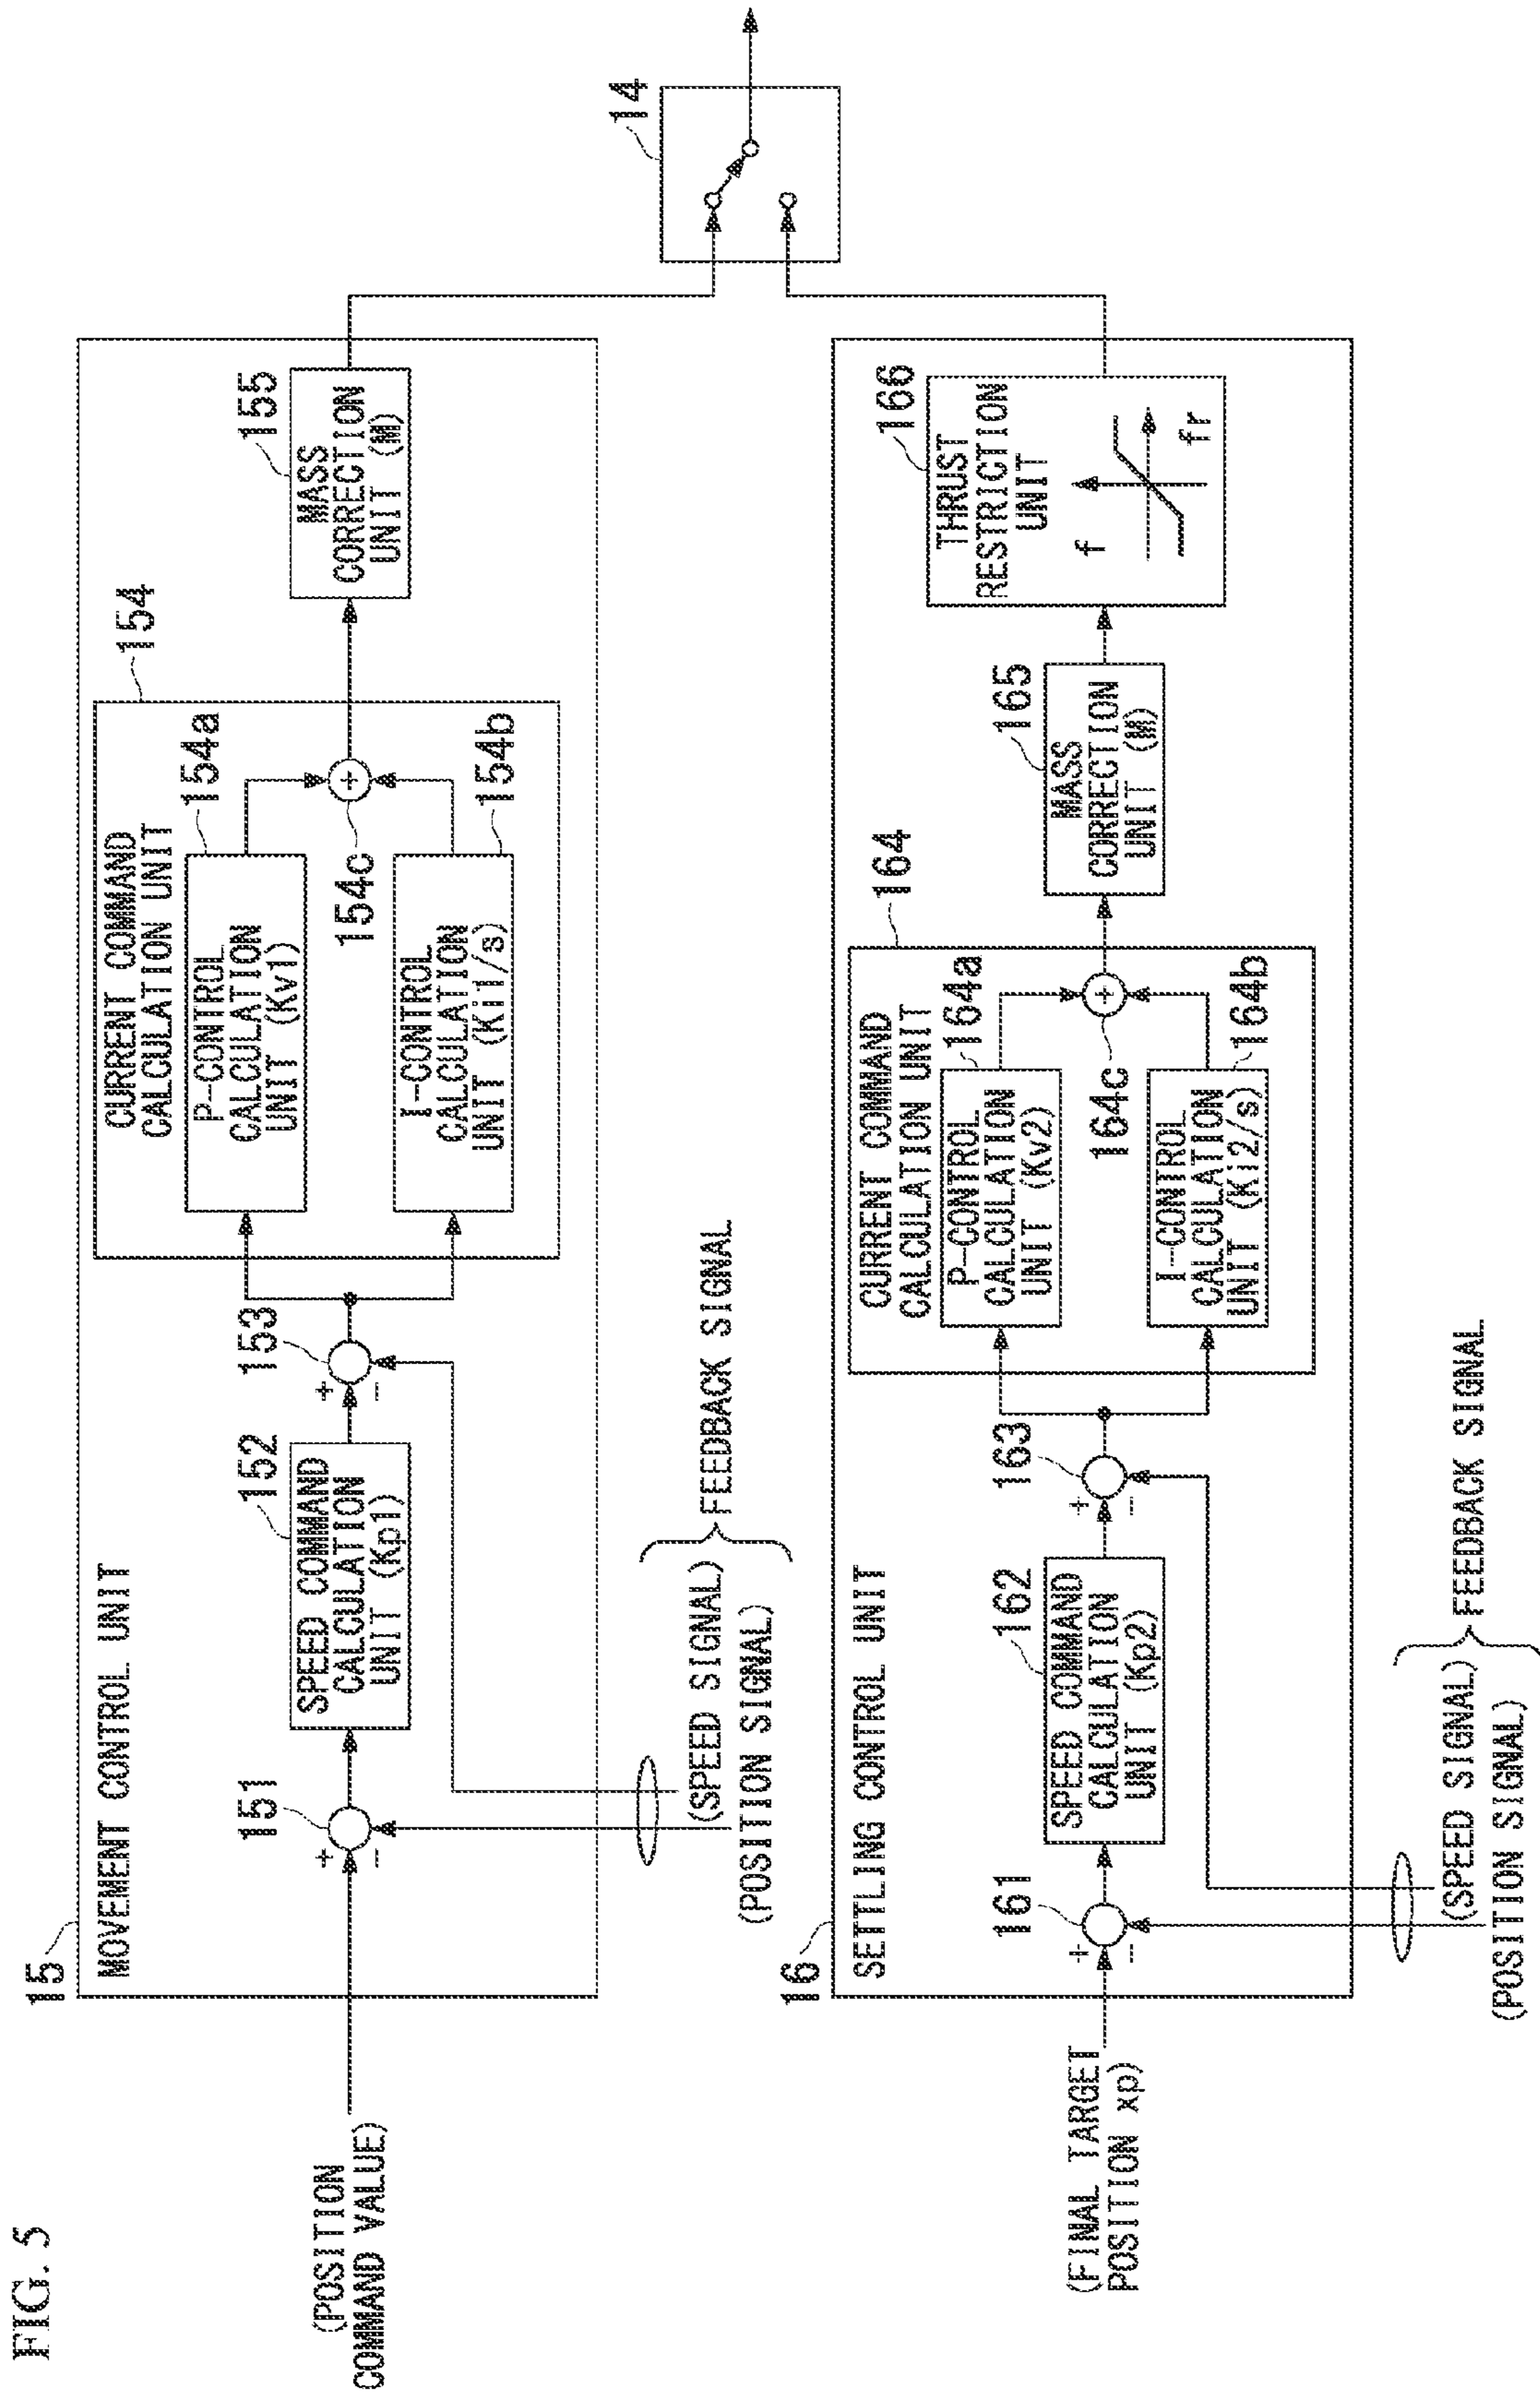 FIG. 5
15
MOVEMENT CONTROL UNIT
(POSITION
COMMAND VALUE)
+
−
151
SPEED COMMAND
CALCULATION
UNIT (Kp1)
152
+
−
153
154
CURRENT COMMAND
CALCULATION UNIT
P-CONTROL
CALCULATION
UNIT (Kv1)
154a
I-CONTROL
CALCULATION
UNIT (Ki1/s)
154b
+
154c
MASS
CORRECTION
UNIT (M)
155
(SPEED SIGNAL)
(POSITION SIGNAL)
FEEDBACK SIGNAL
14
16
SETTLING CONTROL UNIT
(FINAL TARGET
POSITION xp)
+
−
161
SPEED COMMAND
CALCULATION
UNIT (Kp2)
162
+
−
163
164
CURRENT COMMAND
CALCULATION UNIT
P-CONTROL
CALCULATION
UNIT (Kv2)
164a
I-CONTROL
CALCULATION
UNIT (Ki2/s)
164b
+
164c
MASS
CORRECTION
UNIT (M)
165
THRUST
RESTRICTION
UNIT
166
f
fr
(SPEED SIGNAL)
(POSITION SIGNAL)
FEEDBACK SIGNAL